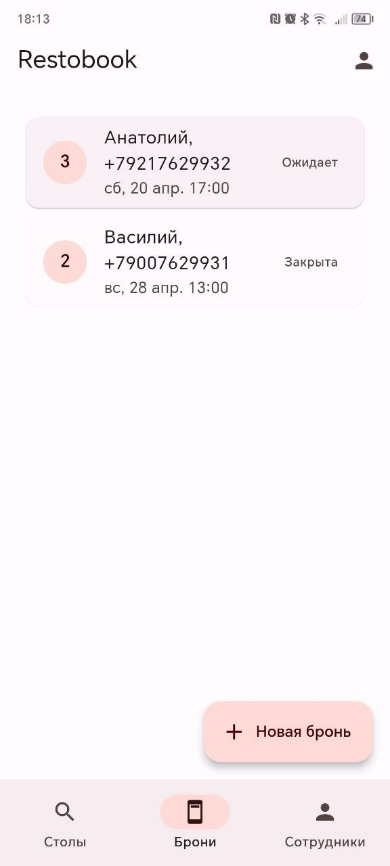 18:13
74
Restobook
3
Анатолий,
+79217629932
сб, 20 апр. 17:00
Ожидает
2
Василий,
+79007629931
вс, 28 апр. 13:00
Закрыта
+ Новая бронь
Столы
Брони
Сотрудники